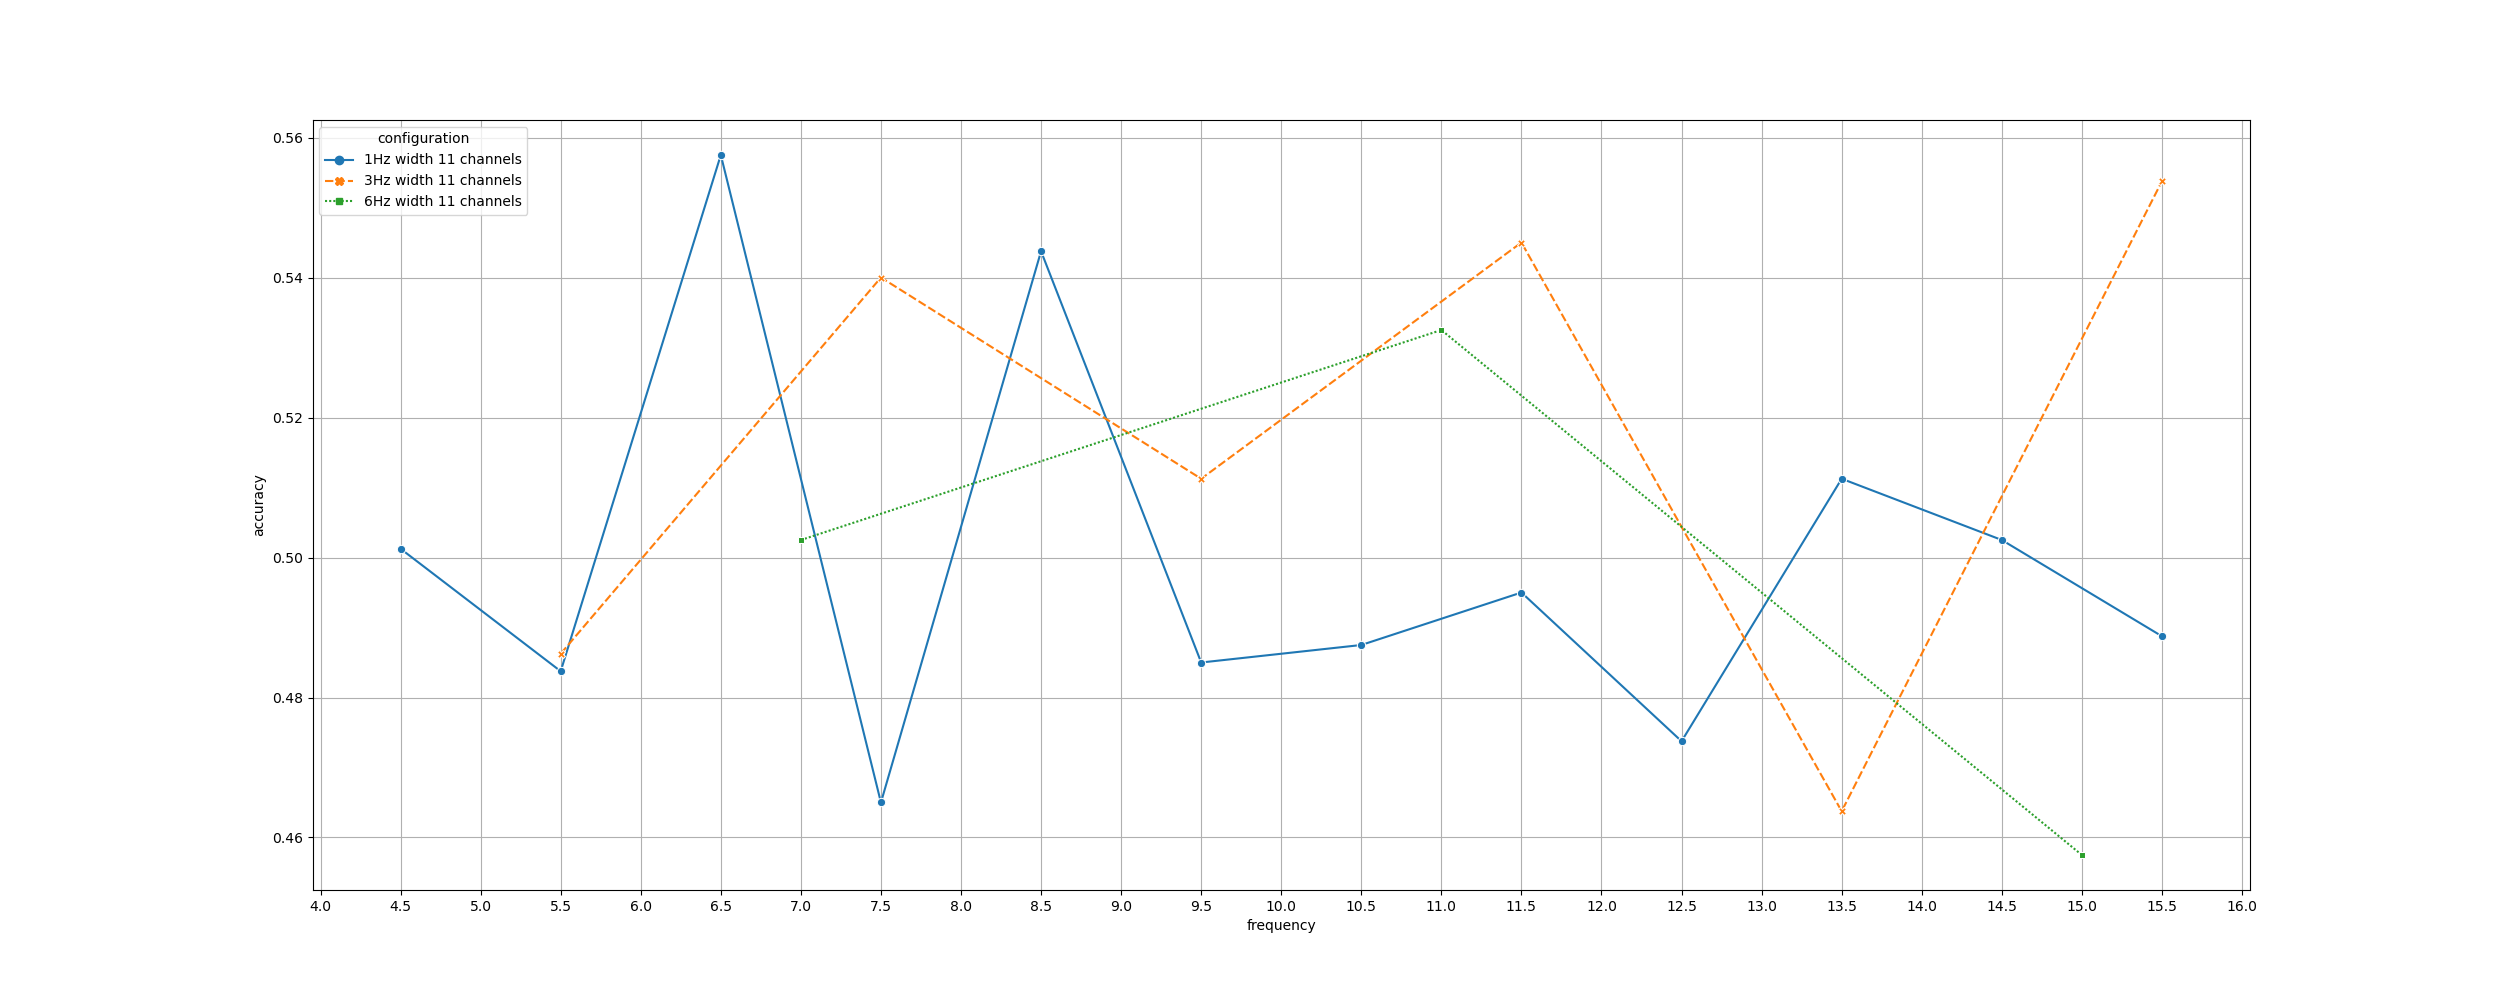 configuration
1Hz width 11 channels
3Hz width 11 channels
6Hz width 11 channels
0.56
0.54
0.52
0.50
0.48
0.46
accuracy
4.0 4.5 5.0 5.5 6.0 6.5 7.0 7.5 8.0 8.5 9.0 9.5 10.0 10.5 11.0 11.5 12.0 12.5 13.0 13.5 14.0 14.5 15.0 15.5 16.0
frequency